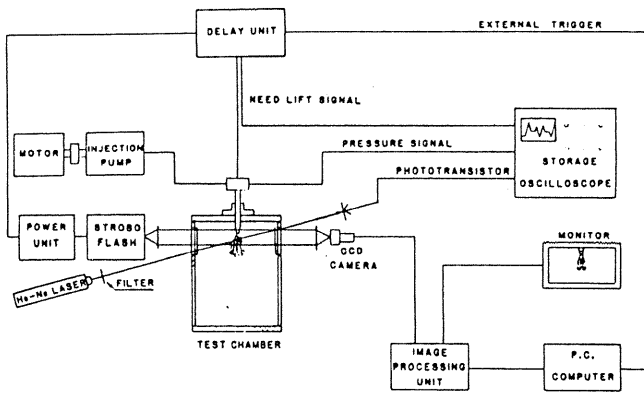 DELAY UNIT
EXTERNAL TRIGGER
NEED LIFT SIGNAL
MOTOR
INJECTION
PUMP
PRESSURE SIGNAL
PHOTOTRANSISTOR
STORAGE
OSCILLOSCOPE
POWER
UNIT
STROBO
FLASH
CCD
CAMERA
MONITOR
He-Ne LASER
FILTER
TEST CHAMBER
IMAGE
PROCESSING
UNIT
P.C.
COMPUTER